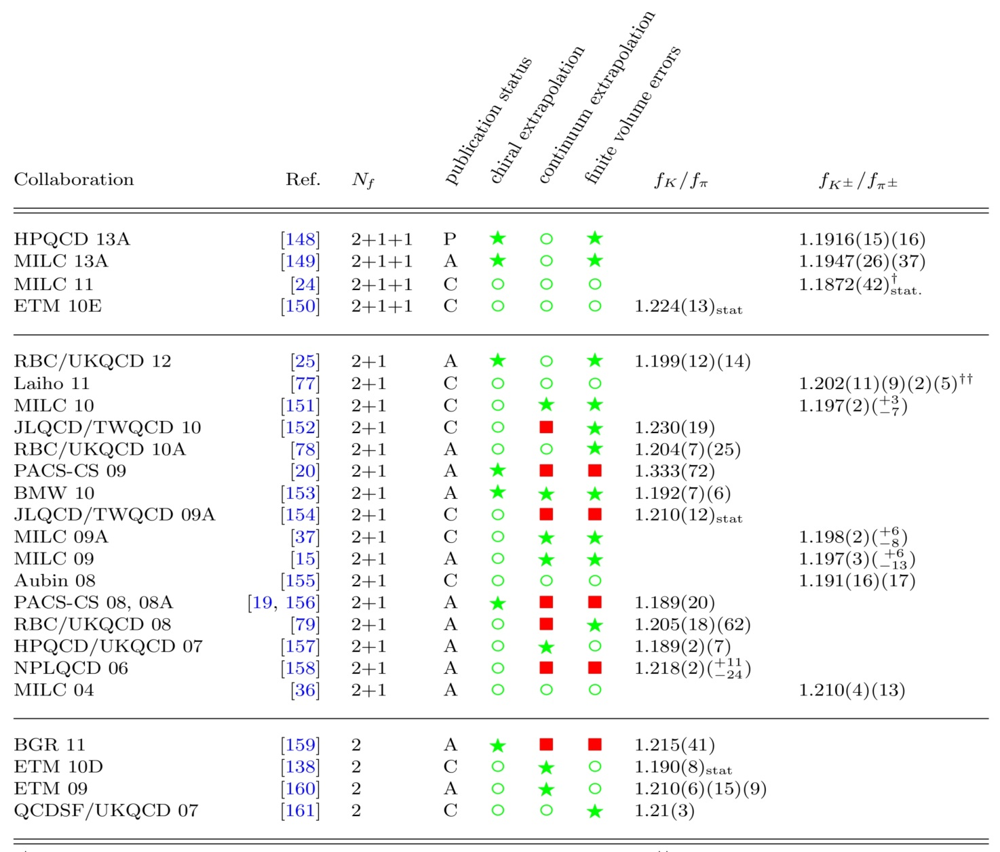 publication status
chiral extrapolation
continuum extrapolation
finite volume errors
Collaboration Ref. N_f f_K/f_π f_{K±}/f_{π±}
HPQCD 13A [148] 2+1+1 P ★ ○ ★ 1.1916(15)(16)
MILC 13A [149] 2+1+1 A ★ ○ ★ 1.1947(26)(37)
MILC 11 [24] 2+1+1 C ○ ○ ○ 1.1872(42)†stat.
ETM 10E [150] 2+1+1 C ○ ○ ○ 1.224(13)stat
RBC/UKQCD 12 [25] 2+1 A ★ ○ ★ 1.199(12)(14)
Laiho 11 [77] 2+1 C ○ ○ ○ 1.202(11)(9)(2)(5)††
MILC 10 [151] 2+1 C ○ ★ ★ 1.197(2)(+3 −7)
JLQCD/TWQCD 10 [152] 2+1 C ○ ■ ★ 1.230(19)
RBC/UKQCD 10A [78] 2+1 A ○ ○ ★ 1.204(7)(25)
PACS-CS 09 [20] 2+1 A ★ ■ ■ 1.333(72)
BMW 10 [153] 2+1 A ★ ★ ★ 1.192(7)(6)
JLQCD/TWQCD 09A [154] 2+1 C ○ ■ ■ 1.210(12)stat
MILC 09A [37] 2+1 C ○ ★ ★ 1.198(2)(+6 −8)
MILC 09 [15] 2+1 A ○ ★ ★ 1.197(3)(+6 −13)
Aubin 08 [155] 2+1 C ○ ○ ○ 1.191(16)(17)
PACS-CS 08, 08A [19, 156] 2+1 A ★ ■ ■ 1.189(20)
RBC/UKQCD 08 [79] 2+1 A ○ ■ ★ 1.205(18)(62)
HPQCD/UKQCD 07 [157] 2+1 A ○ ★ ○ 1.189(2)(7)
NPLQCD 06 [158] 2+1 A ○ ■ ■ 1.218(2)(+11 −24)
MILC 04 [36] 2+1 A ○ ○ ○ 1.210(4)(13)
BGR 11 [159] 2 A ★ ■ ■ 1.215(41)
ETM 10D [138] 2 C ○ ★ ○ 1.190(8)stat
ETM 09 [160] 2 A ○ ★ ○ 1.210(6)(15)(9)
QCDSF/UKQCD 07 [161] 2 C ○ ○ ★ 1.21(3)